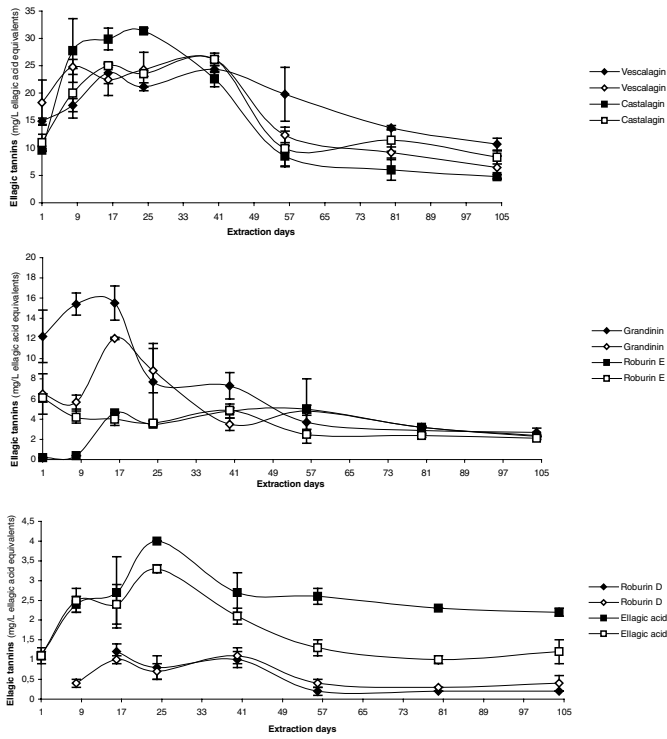 Ellagic tannins (mg/L ellagic acid equivalents)
35
30
25
20
15
10
5
0
1 9 17 25 33 41 49 57 65 73 81 89 97 105
Extraction days
Vescalagin
Vescalagin
Castalagin
Castalagin
Ellagic tannins (mg/L ellagic acid equivalents)
20
18
16
14
12
10
8
6
4
2
0
1 9 17 25 33 41 49 57 65 73 81 89 97 105
Extraction days
Grandinin
Grandinin
Roburin E
Roburin E
Ellagic tannins (mg/L ellagic acid equivalents)
4,5
4
3,5
3
2,5
2
1,5
1
0,5
0
1 9 17 25 33 41 49 57 65 73 81 89 97 105
Extraction days
Roburin D
Roburin D
Ellagic acid
Ellagic acid